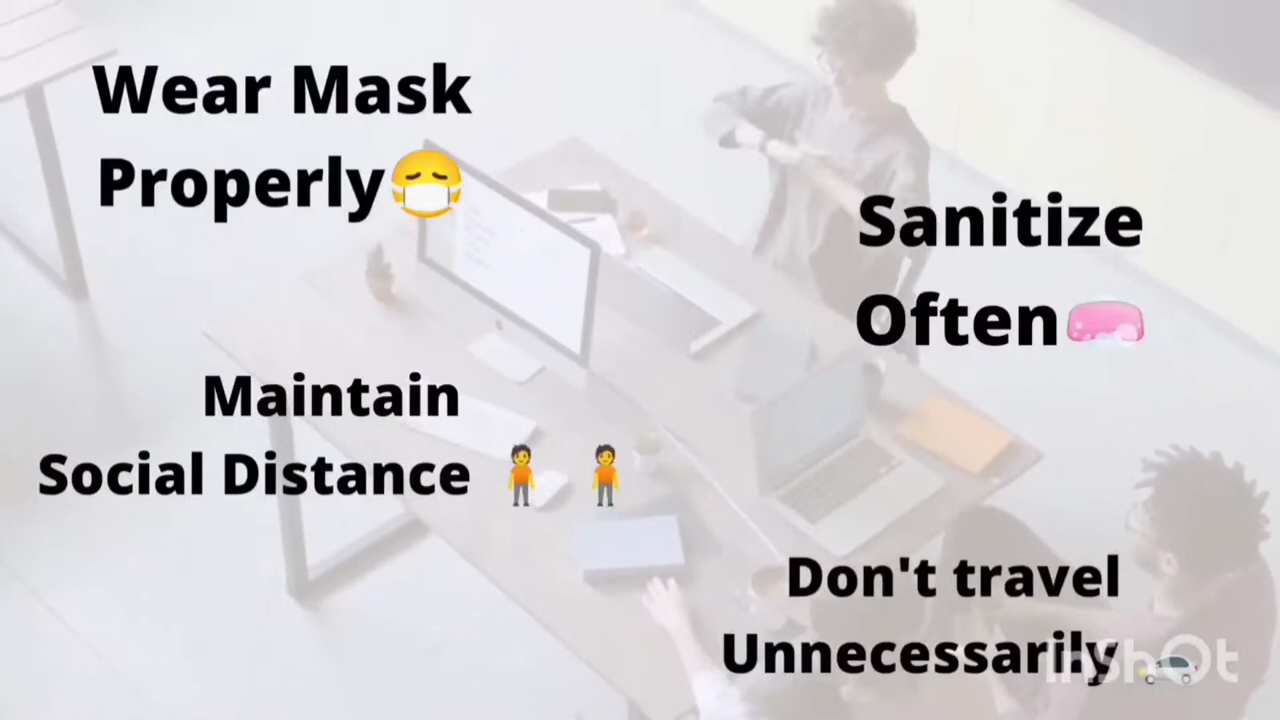 Wear Mask
Properly😷
Sanitize
Often🧼
Maintain
Social Distance 🧍 🧍
Don't travel
Unnecessarily🚗
InShOt